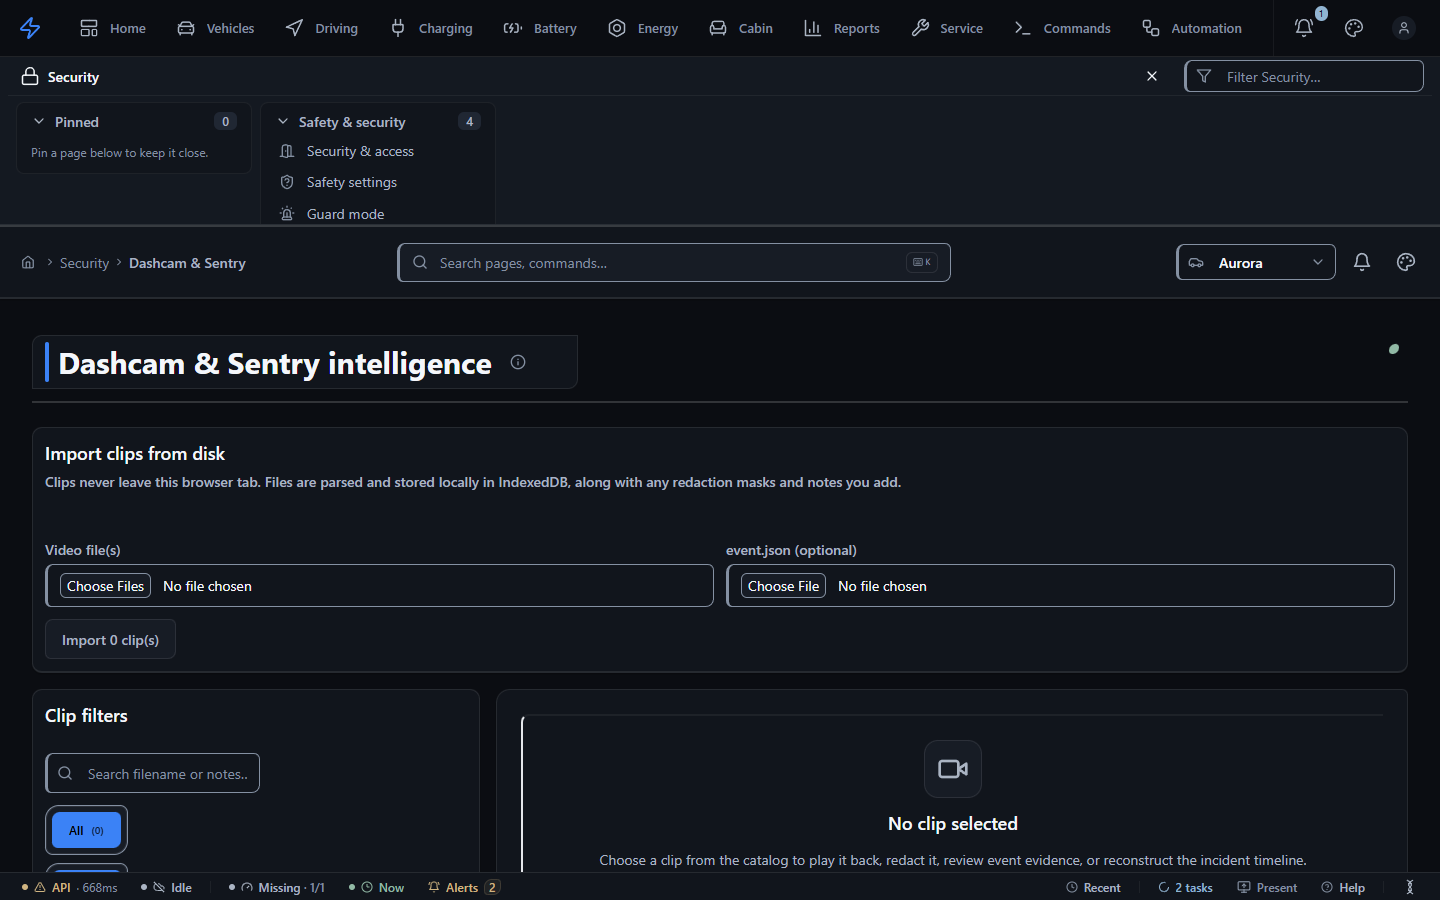 Home Vehicles Driving Charging Battery Energy Cabin Reports Service Commands Automation 1
Security Filter Security...
Pinned 0
Pin a page below to keep it close.
Safety & security 4
Security & access
Safety settings
Guard mode
Security Dashcam & Sentry Search pages, commands... K Aurora
Dashcam & Sentry intelligence
Import clips from disk
Clips never leave this browser tab. Files are parsed and stored locally in IndexedDB, along with any redaction masks and notes you add.
Video file(s) event.json (optional)
Choose Files No file chosen Choose File No file chosen
Import 0 clip(s)
Clip filters
Search filename or notes..
All (0)
No clip selected
Choose a clip from the catalog to play it back, redact it, review event evidence, or reconstruct the incident timeline.
API · 668ms Idle Missing · 1/1 Now Alerts 2 Recent 2 tasks Present Help